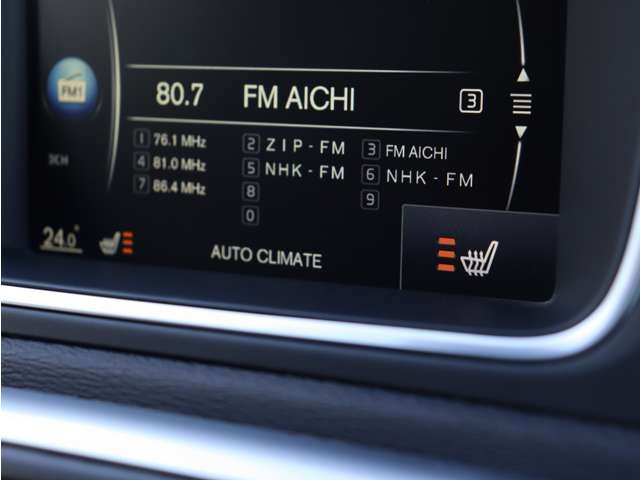 FM1
80.7 FM AICHI 3
1 76.1 MHz 2 ZIP-FM 3 FM AICHI
4 81.0 MHz 5 NHK-FM 6 NHK-FM
7 86.4 MHz 8 9
0
24.0°
AUTO CLIMATE